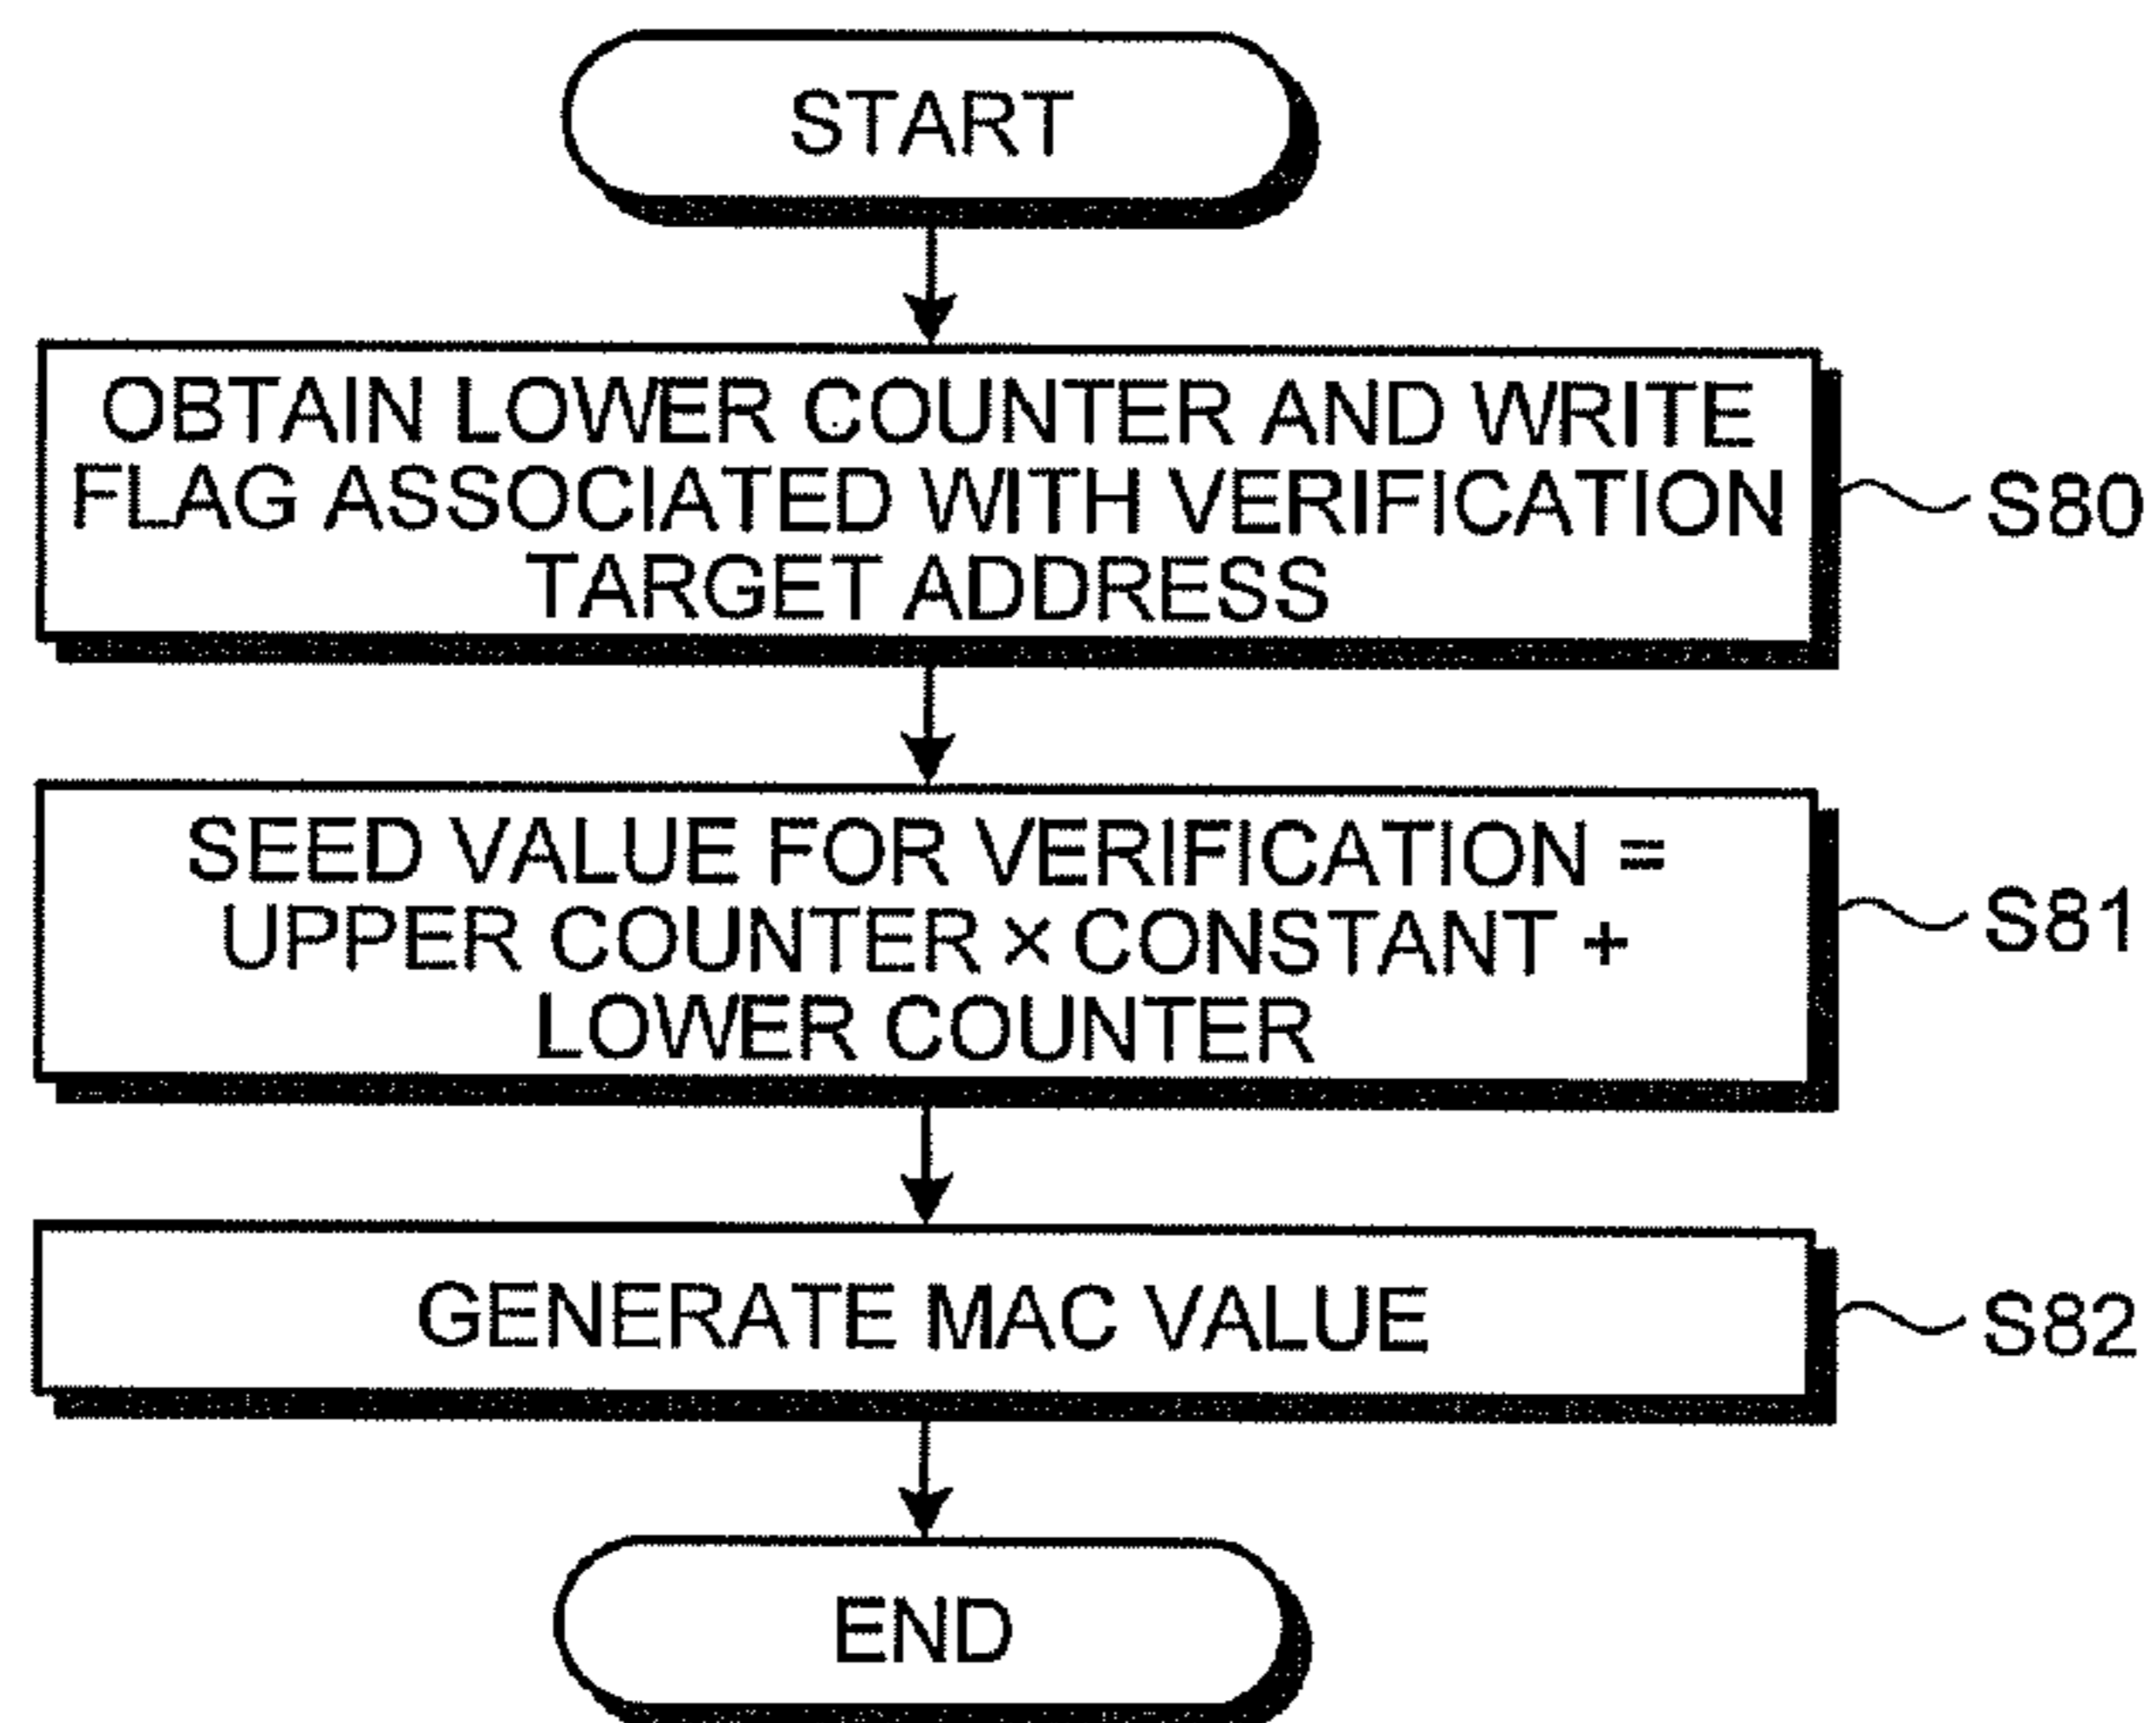 START
OBTAIN LOWER COUNTER AND WRITE
FLAG ASSOCIATED WITH VERIFICATION
TARGET ADDRESS
S80
SEED VALUE FOR VERIFICATION =
UPPER COUNTER × CONSTANT +
LOWER COUNTER
S81
GENERATE MAC VALUE
S82
END